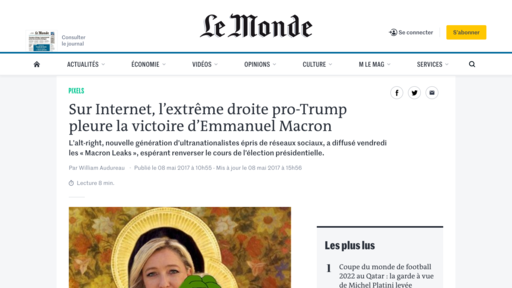 Le Monde
Consulter
le journal
Se connecter
S'abonner
ACTUALITÉS
ÉCONOMIE
VIDÉOS
OPINIONS
CULTURE
M LE MAG
SERVICES
PIXELS
Sur Internet, l'extrême droite pro-Trump
pleure la victoire d'Emmanuel Macron
L'alt-right, nouvelle génération d'ultranationalistes épris de réseaux sociaux, a diffusé vendredi
les « Macron Leaks », espérant renverser le cours de l'élection présidentielle.
Par William Audureau • Publié le 08 mai 2017 à 10h55 - Mis à jour le 08 mai 2017 à 15h56
Lecture 8 min.
Les plus lus
1 Coupe du monde de football
2022 au Qatar : la garde à vue
de Michel Platini levée